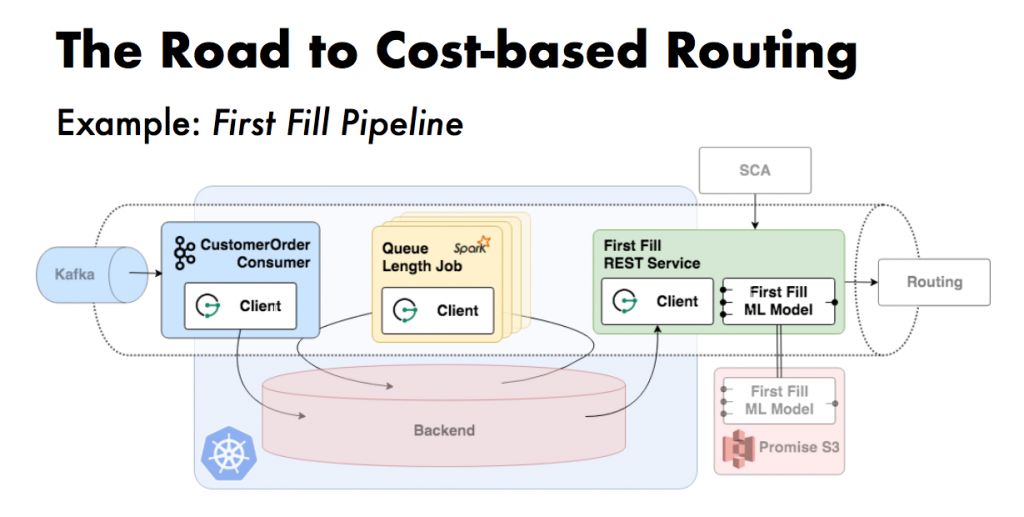 The Road to Cost-based Routing
Example: First Fill Pipeline
SCA
Kafka
CustomerOrder
Consumer
Client
Queue
Length Job
Spark
Client
First Fill
REST Service
Client
First Fill
ML Model
Routing
Backend
First Fill
ML Model
Promise S3